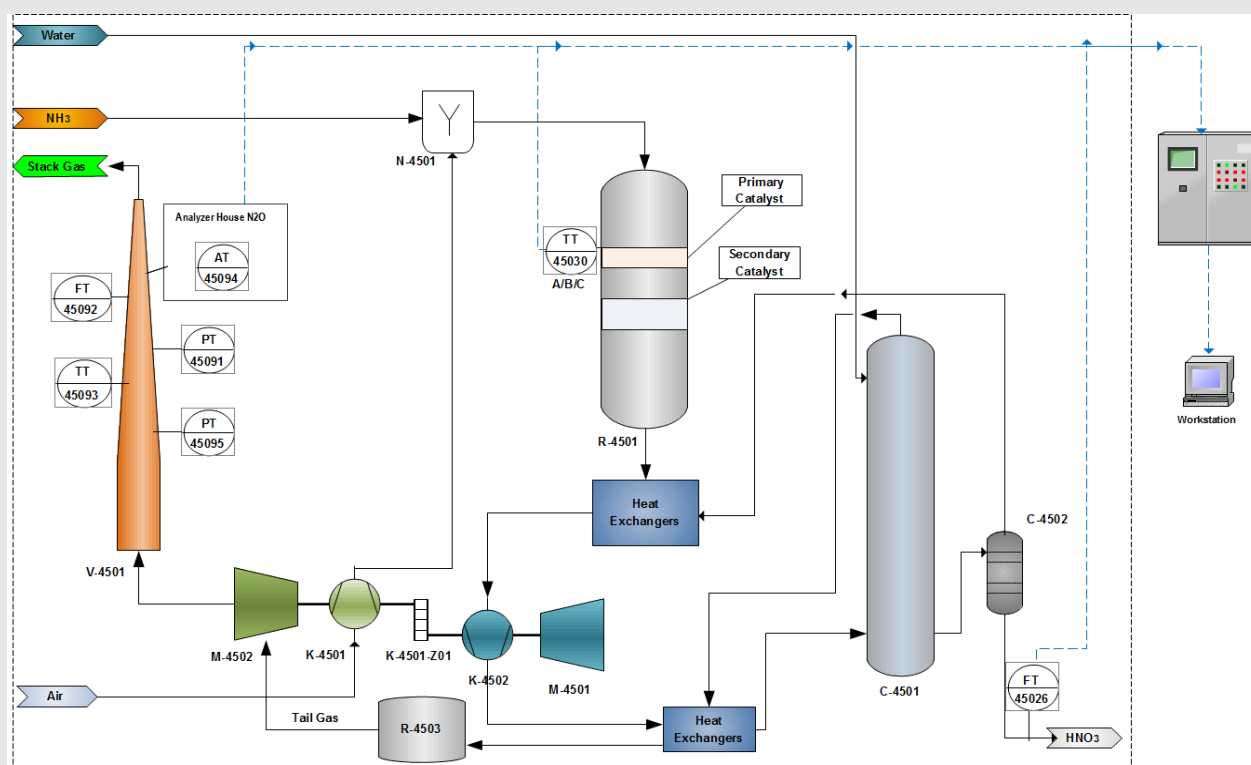 Water
NH3
N-4501
Stack Gas
Analyzer House N2O
AT
45094
FT
45092
PT
45091
TT
45093
PT
45095
V-4501
Primary
Catalyst
TT
45030
A/B/C
Secondary
Catalyst
R-4501
Heat
Exchangers
C-4502
Workstation
M-4502
K-4501
K-4501-Z01
K-4502
M-4501
C-4501
FT
45026
Air
Tail Gas
R-4503
Heat
Exchangers
HNO3